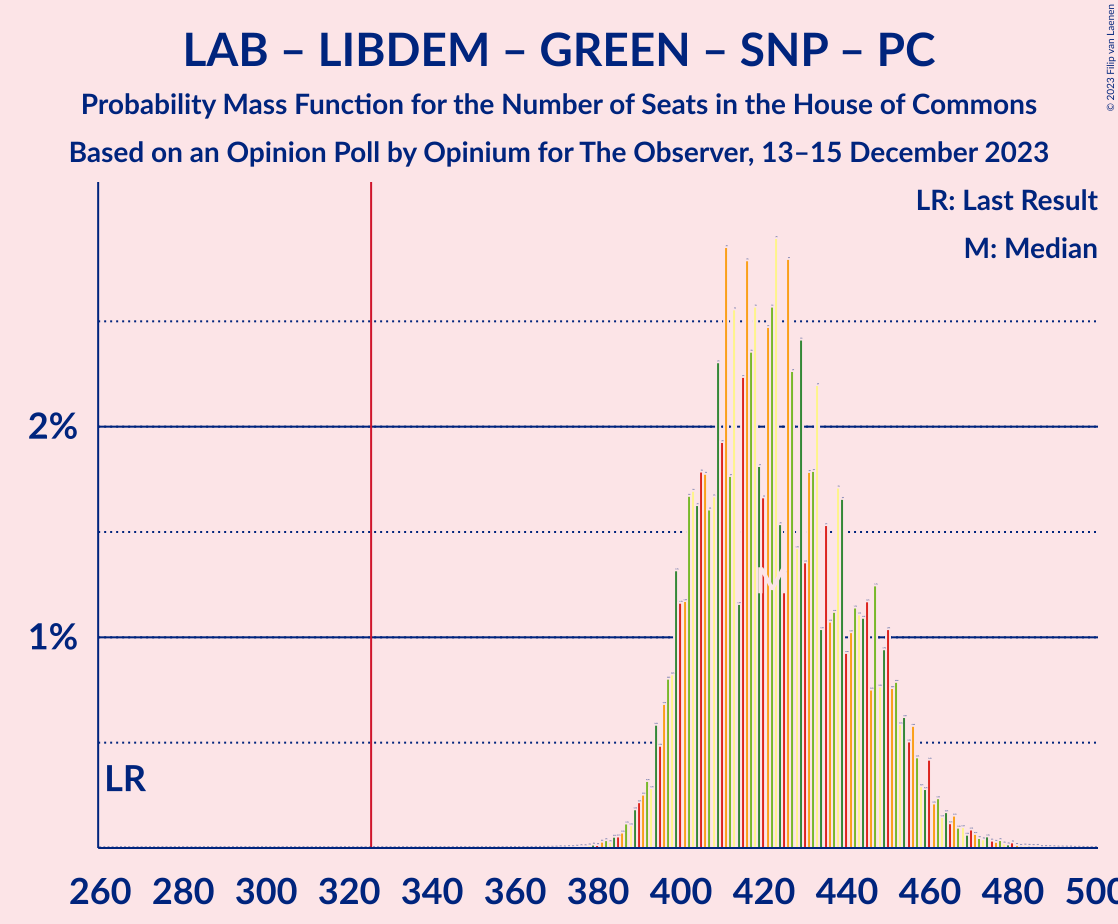 LAB – LIBDEM – GREEN – SNP – PC
Probability Mass Function for the Number of Seats in the House of Commons
Based on an Opinion Poll by Opinium for The Observer, 13–15 December 2023
© 2023 Filip van Laenen
LR: Last Result
M: Median
2%
1%
M
LR
260 280 300 320 340 360 380 400 420 440 460 480 500